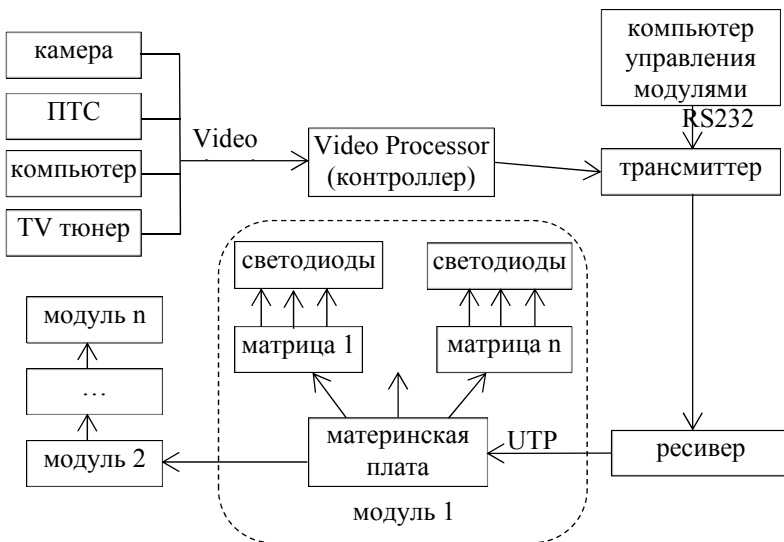 камера
ПТС
компьютер
TV тюнер
Video
Video Processor
(контроллер)
компьютер
управления
модулями
RS232
трансмиттер
светодиоды
светодиоды
матрица 1
матрица n
модуль n
...
модуль 2
материнская
плата
модуль 1
UTP
ресивер